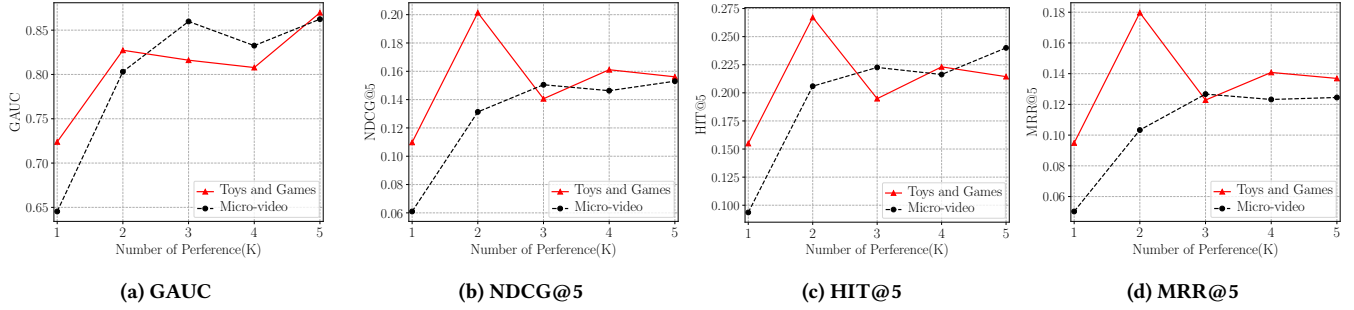 0.85
0.80
0.75
0.70
0.65
GAUC
Toys and Games
Micro-video
1 2 3 4 5
Number of Perference(K)
(a) GAUC
0.20
0.18
0.16
0.14
0.12
0.10
0.08
0.06
NDCG@5
Toys and Games
Micro-video
1 2 3 4 5
Number of Perference(K)
(b) NDCG@5
0.275
0.250
0.225
0.200
0.175
0.150
0.125
0.100
HIT@5
Toys and Games
Micro-video
1 2 3 4 5
Number of Perference(K)
(c) HIT@5
0.18
0.16
0.14
0.12
0.10
0.08
0.06
MRR@5
Toys and Games
Micro-video
1 2 3 4 5
Number of Perference(K)
(d) MRR@5